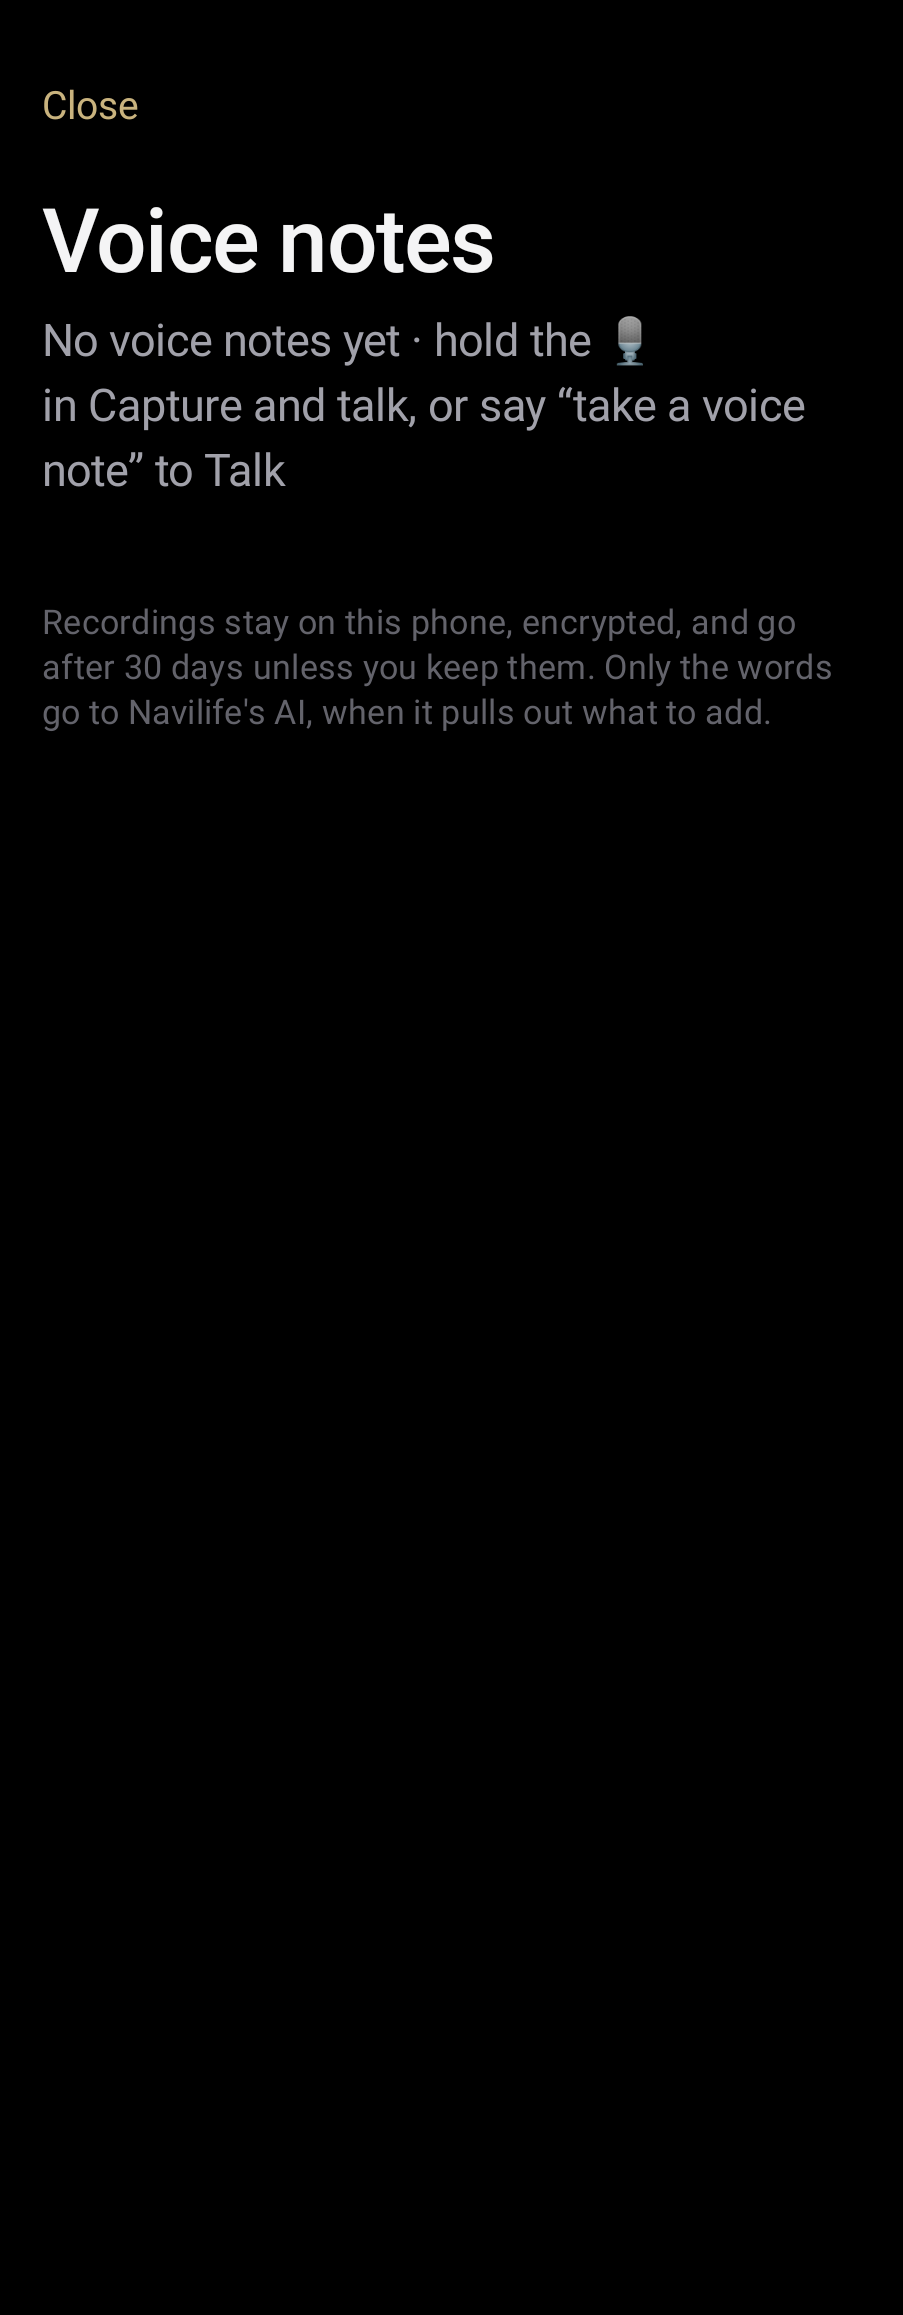 Close
Voice notes
No voice notes yet · hold the 🎙️
in Capture and talk, or say “take a voice
note” to Talk
Recordings stay on this phone, encrypted, and go
after 30 days unless you keep them. Only the words
go to Navilife's AI, when it pulls out what to add.